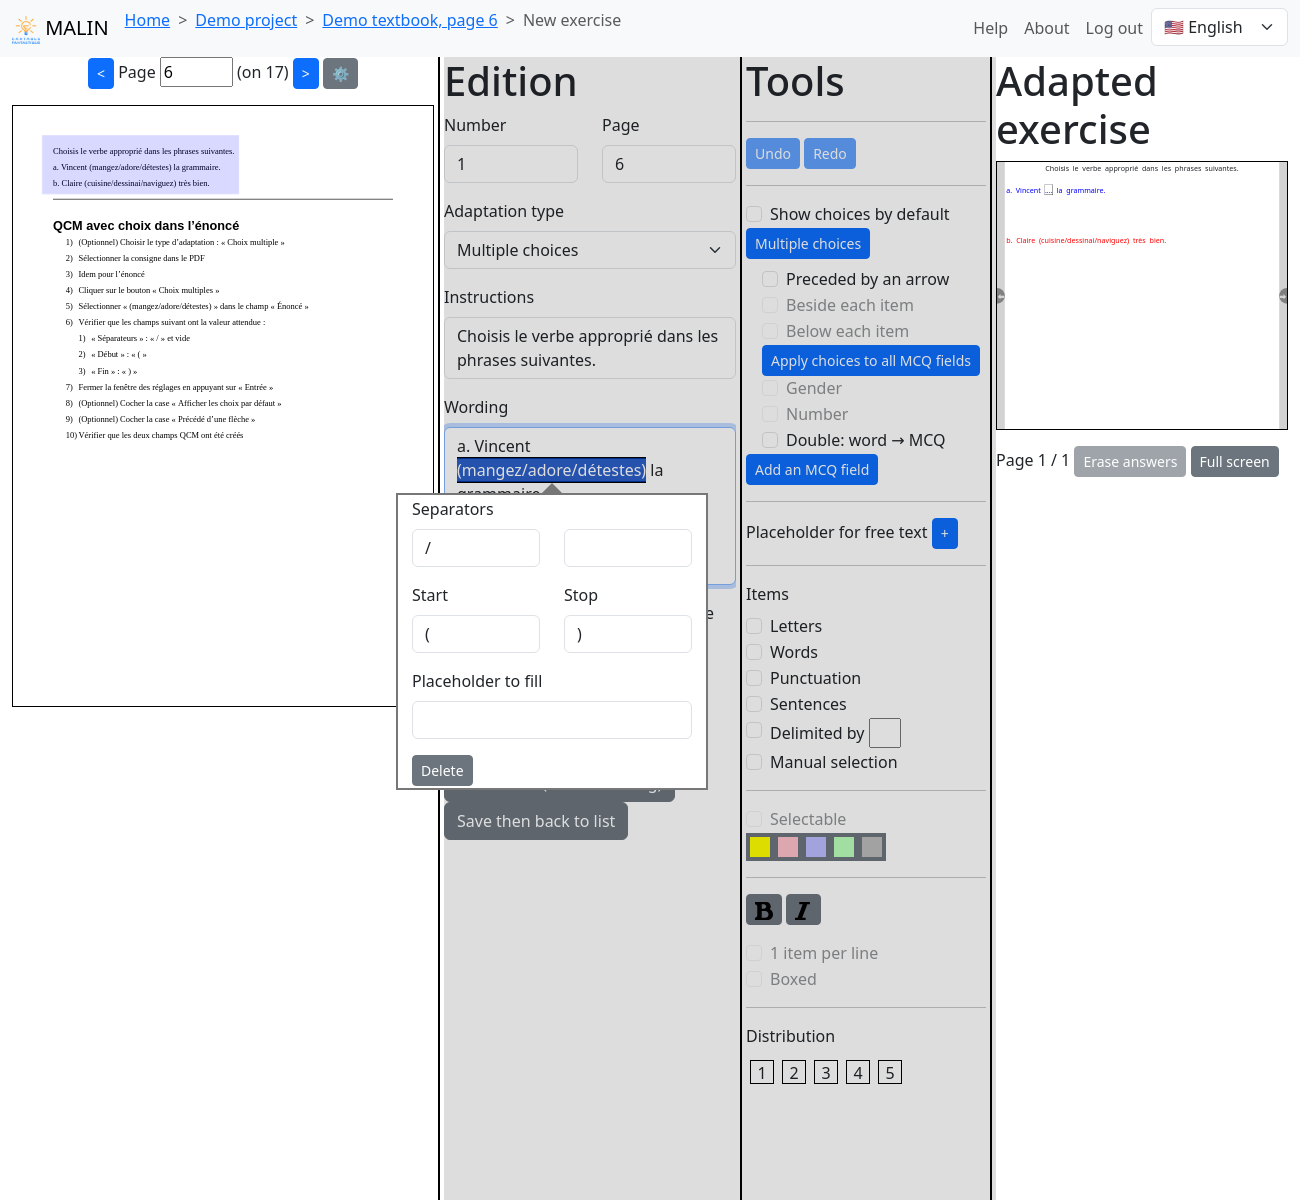 MALIN
Home > Demo project > Demo textbook, page 6 > New exercise
Help About Log out 🇺🇸 English
< Page 6 (on 17) > ⚙️
Choisis le verbe approprié dans les phrases suivantes.
a. Vincent (mangez/adore/détestes) la grammaire.
b. Claire (cuisine/dessinai/naviguez) très bien.
QCM avec choix dans l’énoncé
1) (Optionnel) Choisir le type d’adaptation : « Choix multiple »
2) Sélectionner la consigne dans le PDF
3) Idem pour l’énoncé
4) Cliquer sur le bouton « Choix multiples »
5) Sélectionner « (mangez/adore/détestes) » dans le champ « Énoncé »
6) Vérifier que les champs suivant ont la valeur attendue :
1) « Séparateurs » : « / » et vide
2) « Début » : « ( »
3) « Fin » : « ) »
7) Fermer la fenêtre des réglages en appuyant sur « Entrée »
8) (Optionnel) Cocher la case « Afficher les choix par défaut »
9) (Optionnel) Cocher la case « Précédé d’une flèche »
10) Vérifier que les deux champs QCM ont été créés
Edition
Number Page
1 6
Adaptation type
Multiple choices
Instructions
Choisis le verbe approprié dans les
phrases suivantes.
Wording
a. Vincent
(mangez/adore/détestes) la
Separators
/
Start Stop
( )
Placeholder to fill
Delete
Save then back to list
Tools
Undo Redo
Show choices by default
Multiple choices
Preceded by an arrow
Beside each item
Below each item
Apply choices to all MCQ fields
Gender
Number
Double: word → MCQ
Add an MCQ field
Placeholder for free text +
Items
Letters
Words
Punctuation
Sentences
Delimited by
Manual selection
Selectable
B I
1 item per line
Boxed
Distribution
1 2 3 4 5
Adapted
exercise
Choisis le verbe approprié dans les phrases suivantes.
a. Vincent ... la grammaire.
b. Claire (cuisine/dessinai/naviguez) très bien.
Page 1 / 1 Erase answers Full screen